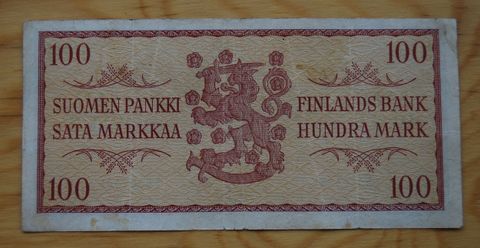 100 100
SUOMEN PANKKI FINLANDS BANK
SATA MARKKAA HUNDRA MARK
100 100